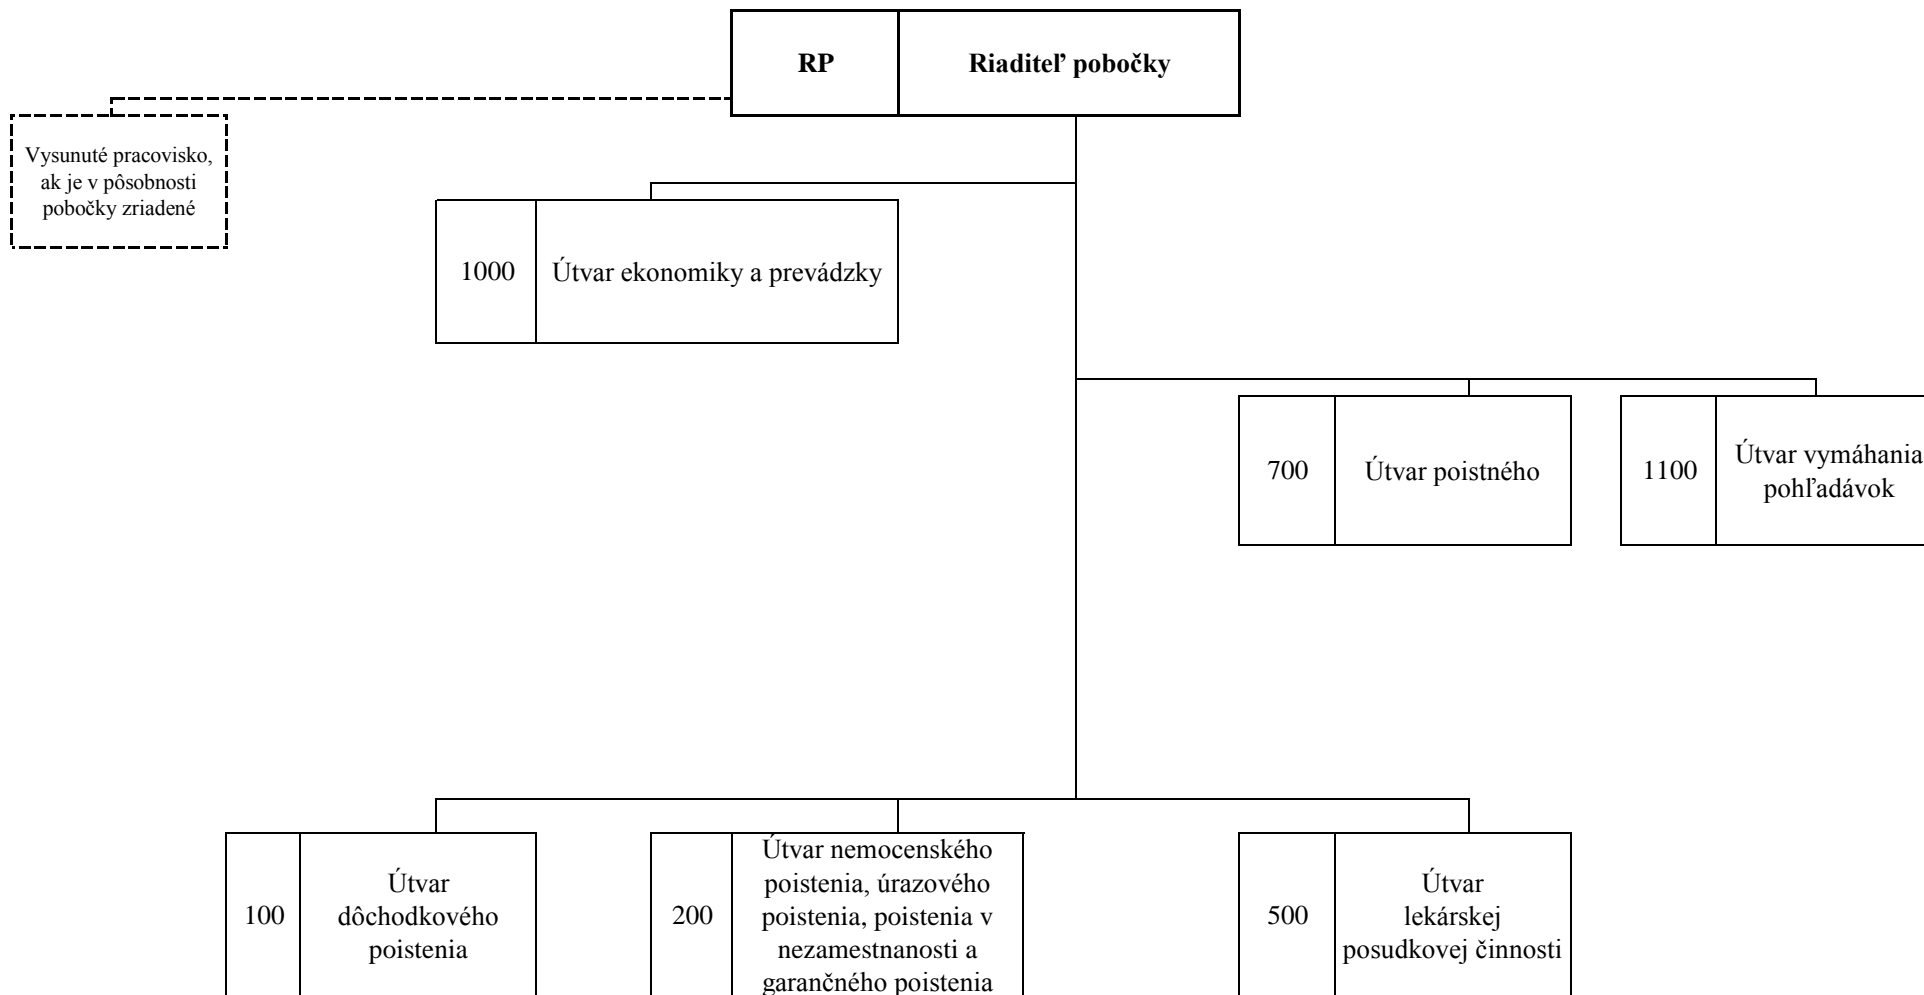 RP
Riaditeľ pobočky
Vysunuté pracovisko,
ak je v pôsobnosti
pobočky zriadené
1000
Útvar ekonomiky a prevádzky
700
Útvar poistného
1100
Útvar vymáhania
pohľadávok
100
Útvar
dôchodkového
poistenia
200
Útvar nemocenského
poistenia, úrazového
poistenia, poistenia v
nezamestnanosti a
garančného poistenia
500
Útvar
lekárskej
posudkovej činnosti